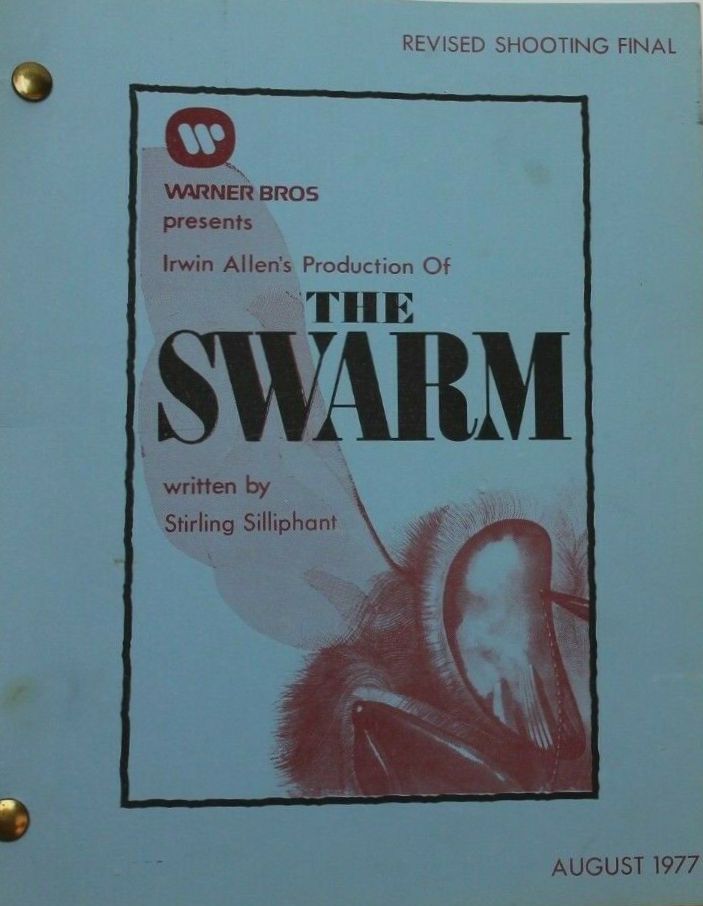 REVISED SHOOTING FINAL
WARNER BROS
presents
Irwin Allen's Production Of
THE
SWARM
written by
Stirling Silliphant
AUGUST 1977